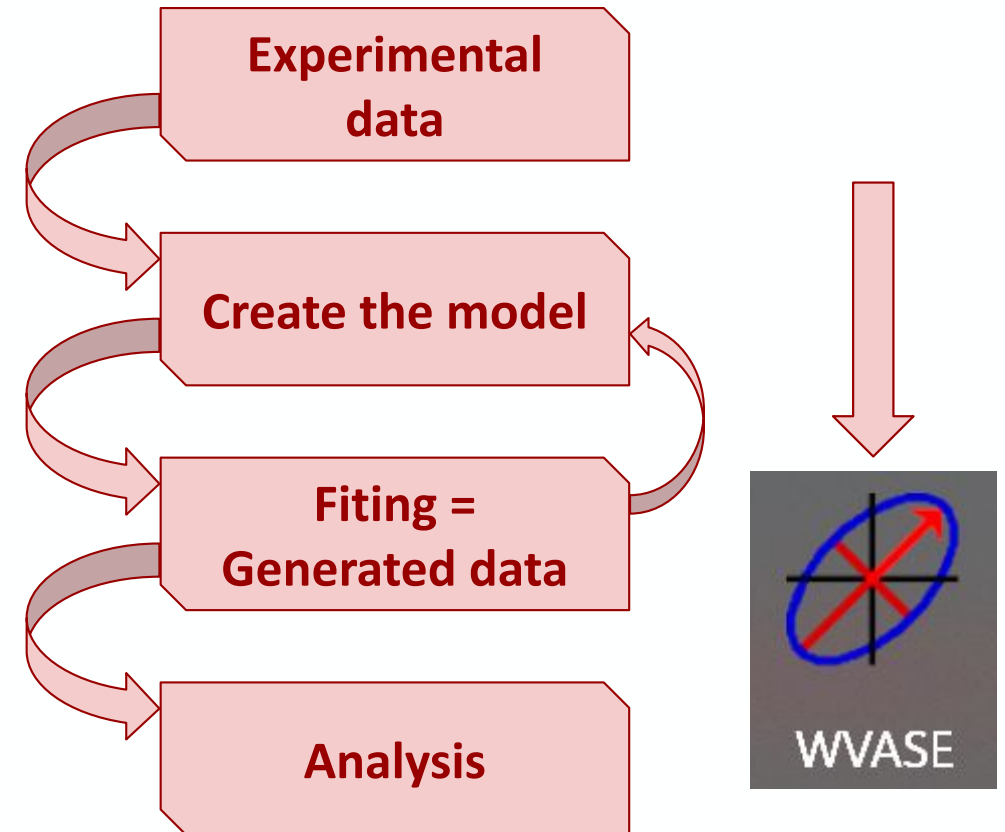 Experimental
data
Create the model
Fiting =
Generated data
Analysis
WVASE